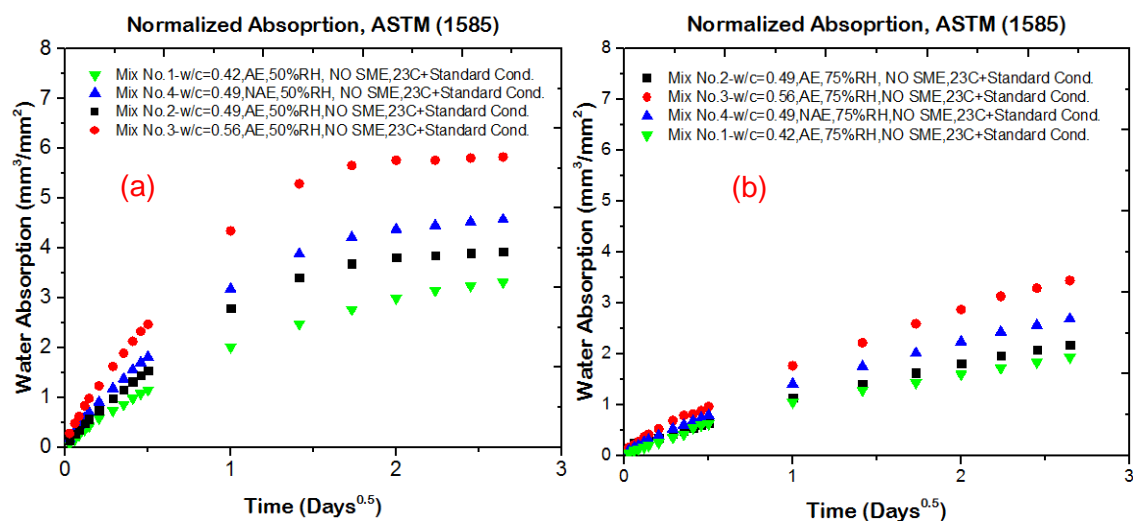 Normalized Absoprtion, ASTM (1585)
8
7
6
5
4
3
2
1
0
Water Absorption (mm³/mm²)
Mix No.1-w/c=0.42,AE,50%RH, NO SME,23C+Standard Cond.
Mix No.4-w/c=0.49,NAE,50%RH, NO SME,23C+Standard Cond.
Mix No.2-w/c=0.49,AE,50%RH,NO SME,23C+Standard Cond.
Mix No.3-w/c=0.56,AE,50%RH,NO SME,23C+Standard Cond.
(a)
0 1 2 3
Time (Days^0.5)
Normalized Absoprtion, ASTM (1585)
8
7
6
5
4
3
2
1
0
Water Absorption (mm³/mm²)
Mix No.2-w/c=0.49,AE,75%RH, NO SME,23C+Standard Cond.
Mix No.3-w/c=0.56,AE,75%RH,NO SME,23C+Standard Cond.
Mix No.4-w/c=0.49,NAE,75%RH,NO SME,23C+Standard Cond.
Mix No.1-w/c=0.42,AE,75%RH,NO SME,23C+Standard Cond.
(b)
0 1 2 3
Time (Days^0.5)